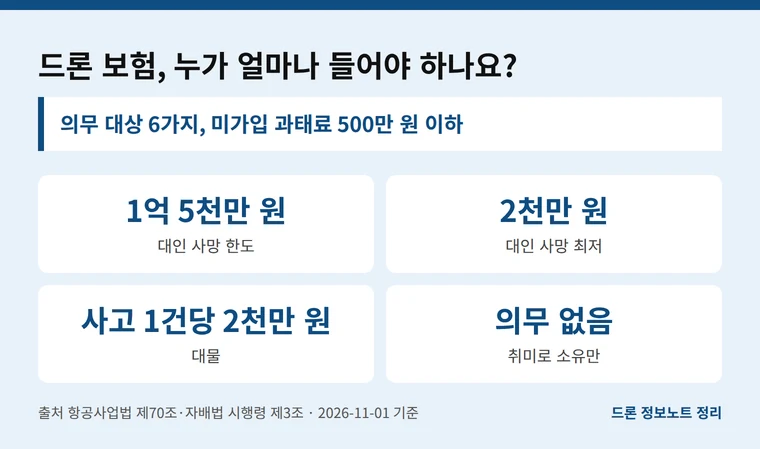 드론 보험, 누가 얼마나 들어야 하나요?
의무 대상 6가지, 미가입 과태료 500만 원 이하
1억 5천만 원
대인 사망 한도
2천만 원
대인 사망 최저
사고 1건당 2천만 원
대물
의무 없음
취미로 소유만
출처 항공사업법 제70조·자배법 시행령 제3조 · 2026-11-01 기준
드론 정보노트 정리